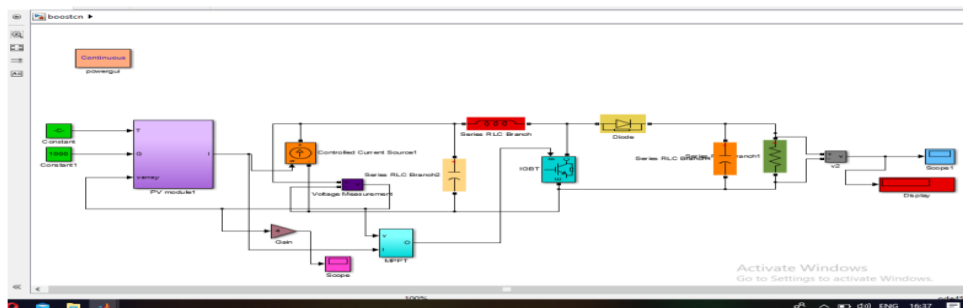 boostcn
Continuous
powergui
Constant
1000
Constant1
T
G
varray
I
PV module1
Controlled Current Source1
Voltage Measurement
Series RLC Branch2
Series RLC Branch
IGBT
Diode
Series RLC Branch
Branch1
v2
Scope1
Display
Gain
Scope
V
I
MPPT
Activate Windows
Go to Settings to activate Windows.
100%
ENG
16:37